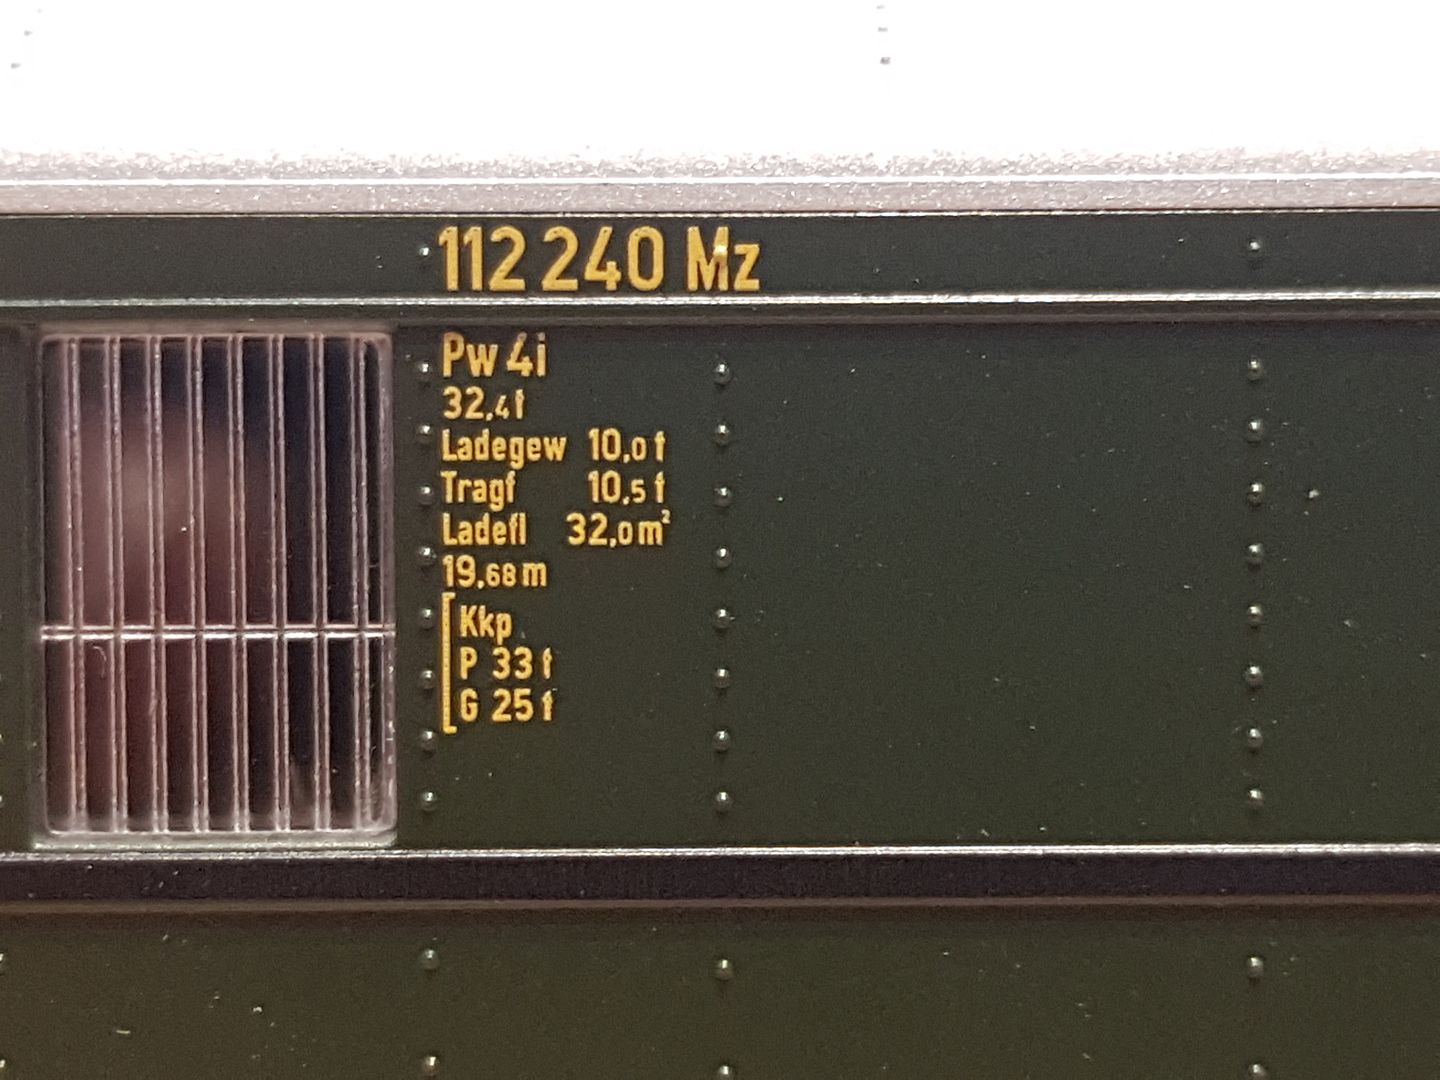 112 240 Mz
Pw 4i
32,4 t
Ladegew 10,0 t
Tragf 10,5 t
Ladefl 32,0 m²
19,68 m
Kkp
P 33 t
G 25 t